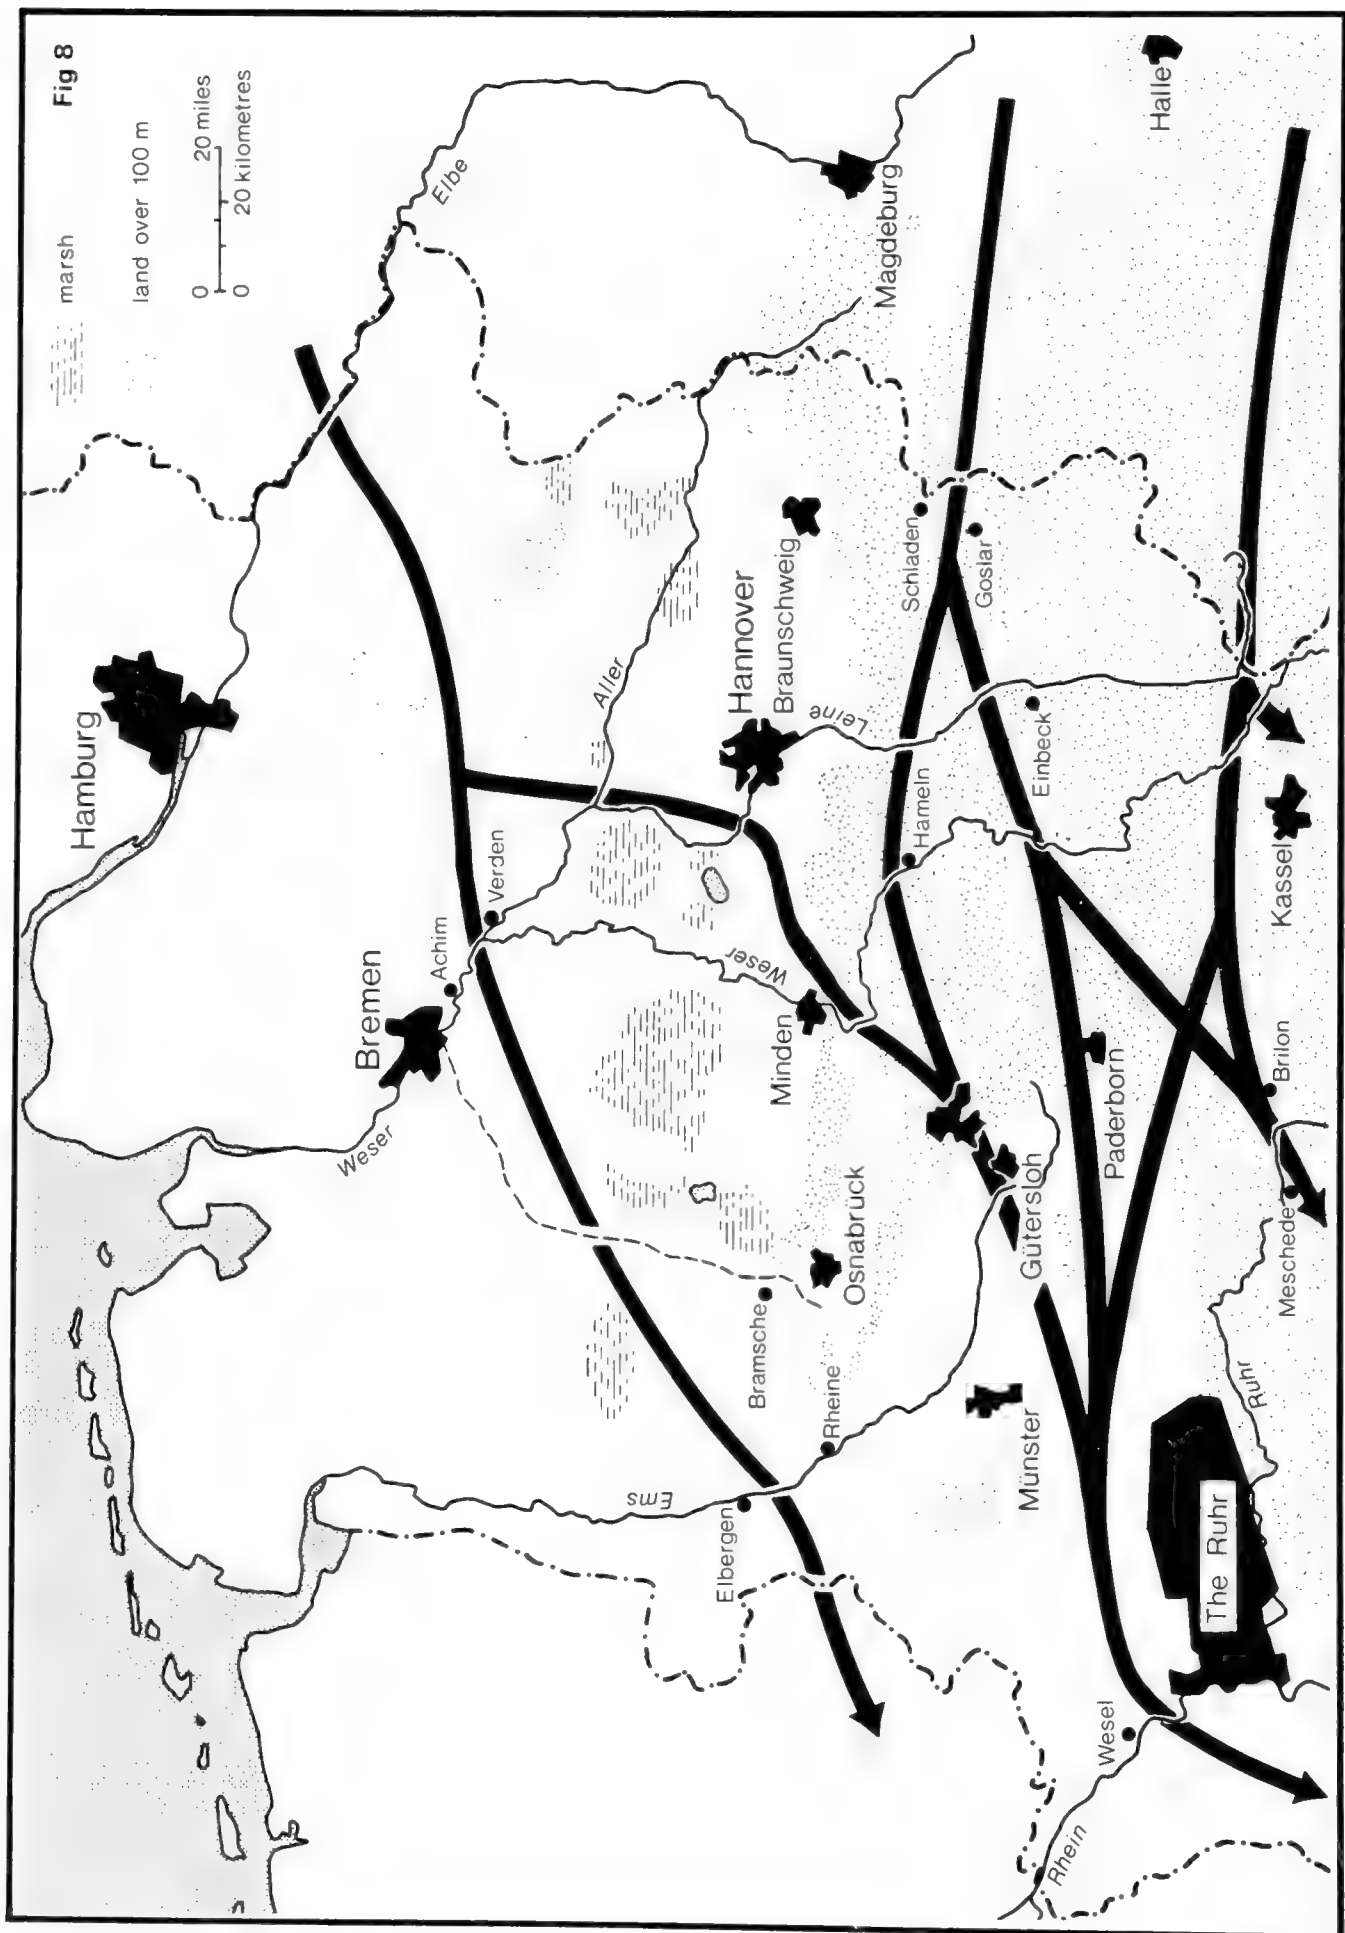 Fig 8
marsh
land over 100 m
0 20 miles
0 20 kilometres
Elbe
Halle
Magdeburg
Hamburg
Schladen
Goslar
Braunschweig
Hannover
Aller
Leine
Einbeck
Hameln
Kassel
Verden
Achim
Bremen
Weser
Weser
Minden
Brilon
Paderborn
Meschede
Gütersloh
Osnabrück
Bramsche
Rheine
Ruhr
Münster
Ems
Elbergen
The Ruhr
Wesel
Rhein